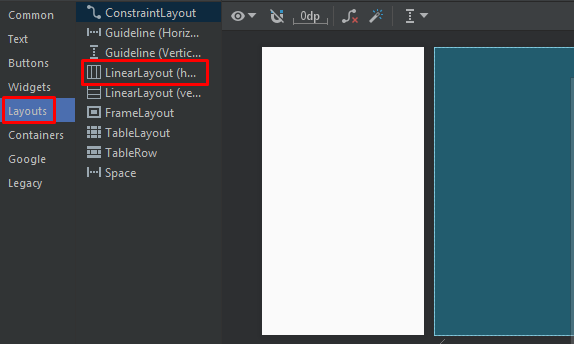 Common
Text
Buttons
Widgets
Layouts
Containers
Google
Legacy
ConstraintLayout
Guideline (Horiz...
Guideline (Vertic...
LinearLayout (h...
LinearLayout (ve...
FrameLayout
TableLayout
TableRow
Space
0dp